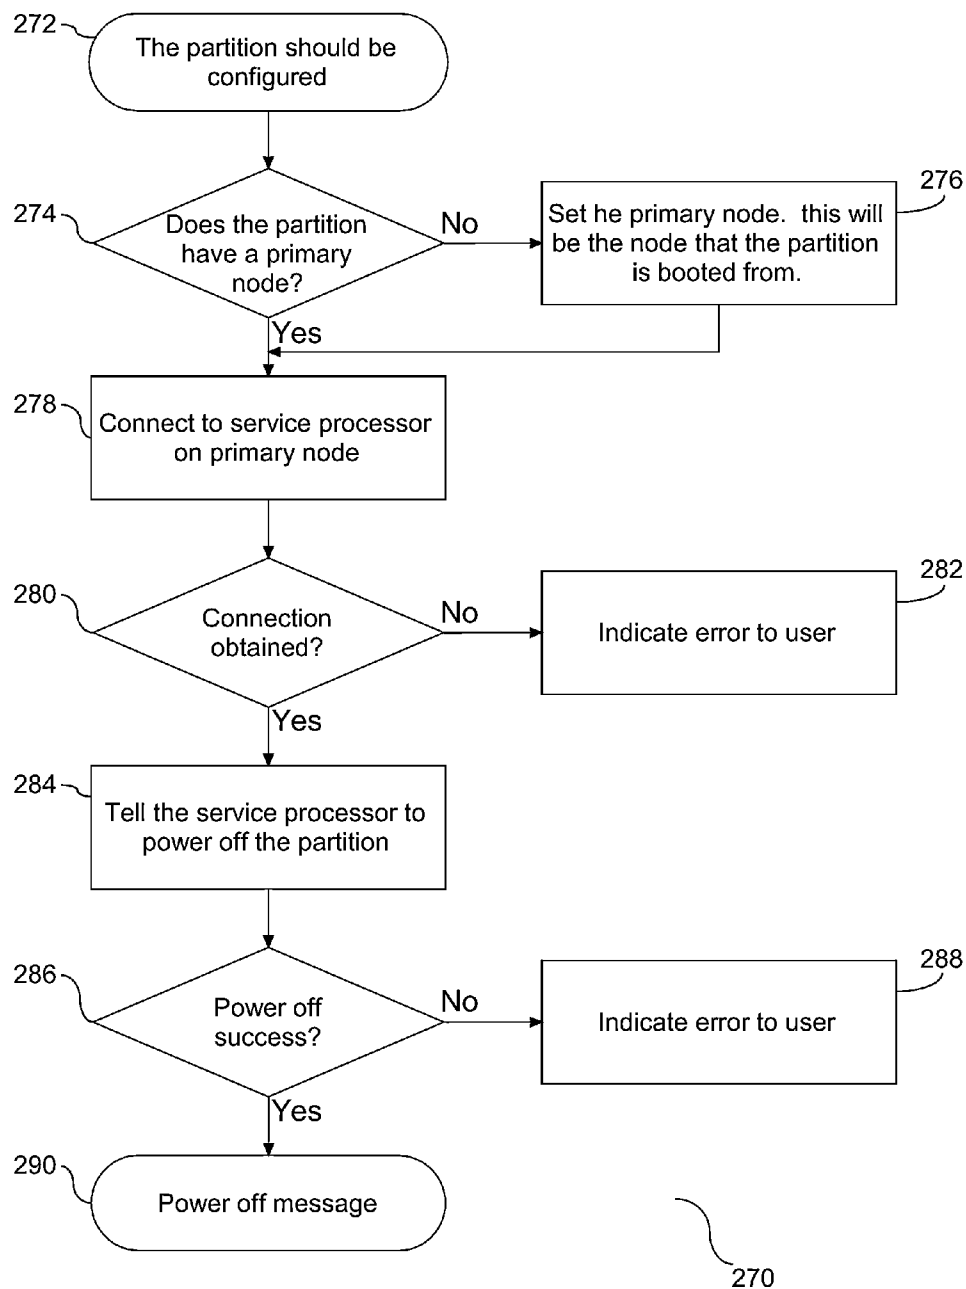 272
The partition should be
configured
274
Does the partition
have a primary
node?
No
276
Set he primary node.  this will
be the node that the partition
is booted from.
Yes
278
Connect to service processor
on primary node
280
Connection
obtained?
No
282
Indicate error to user
Yes
284
Tell the service processor to
power off the partition
286
Power off
success?
No
288
Indicate error to user
Yes
290
Power off message
270